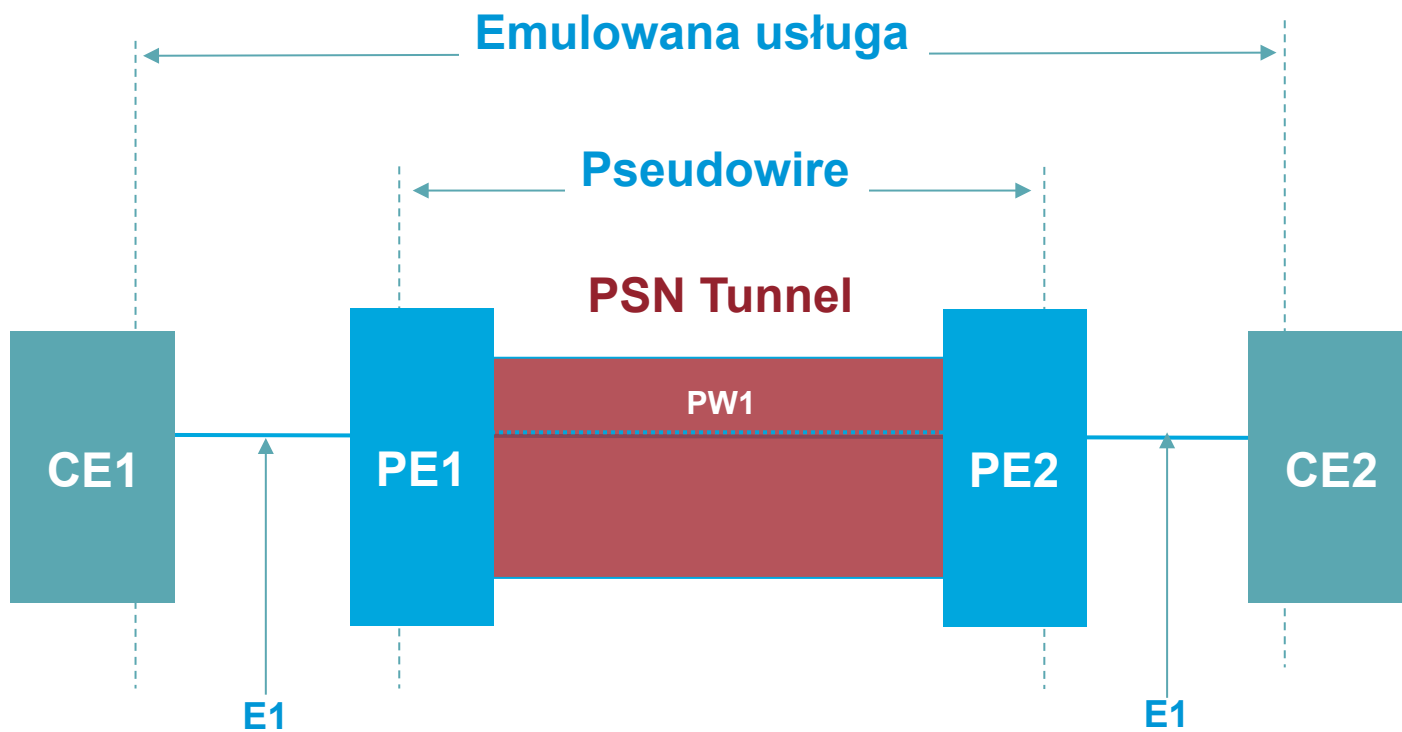 Emulowana usługa
Pseudowire
PSN Tunnel
PW1
CE1
PE1
PE2
CE2
E1
E1